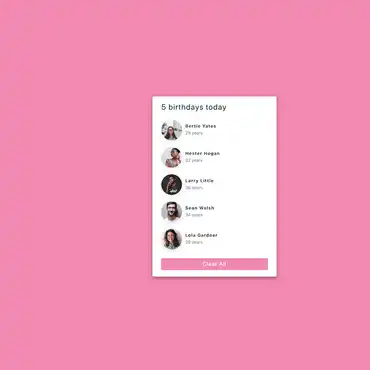 5 birthdays today
Bertie Yates
29 years
Hester Hogan
32 years
Larry Little
36 years
Sean Walsh
34 years
Lola Gardner
29 years
Clear All